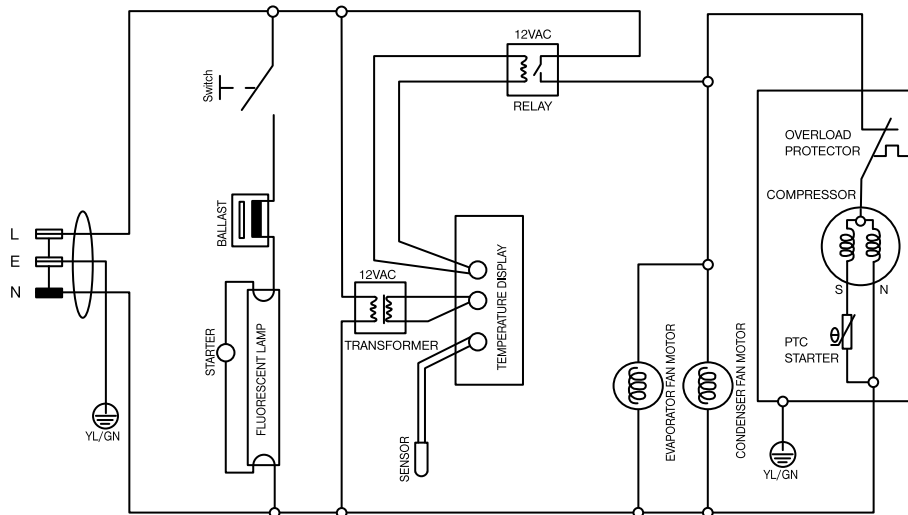 12VAC
Switch
RELAY
OVERLOAD
PROTECTOR
COMPRESSOR
BALLAST
L
E
N
12VAC
TEMPERATURE DISPLAY
S
N
TRANSFORMER
PTC
STARTER
STARTER
FLUORESCENT LAMP
EVAPORATOR FAN MOTOR
CONDENSER FAN MOTOR
YL/GN
SENSOR
YL/GN